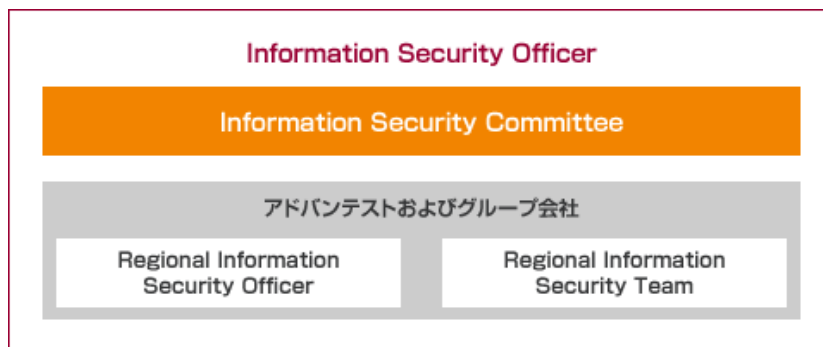 Information Security Officer
Information Security Committee
アドバンテストおよびグループ会社
Regional Information
Security Officer
Regional Information
Security Team